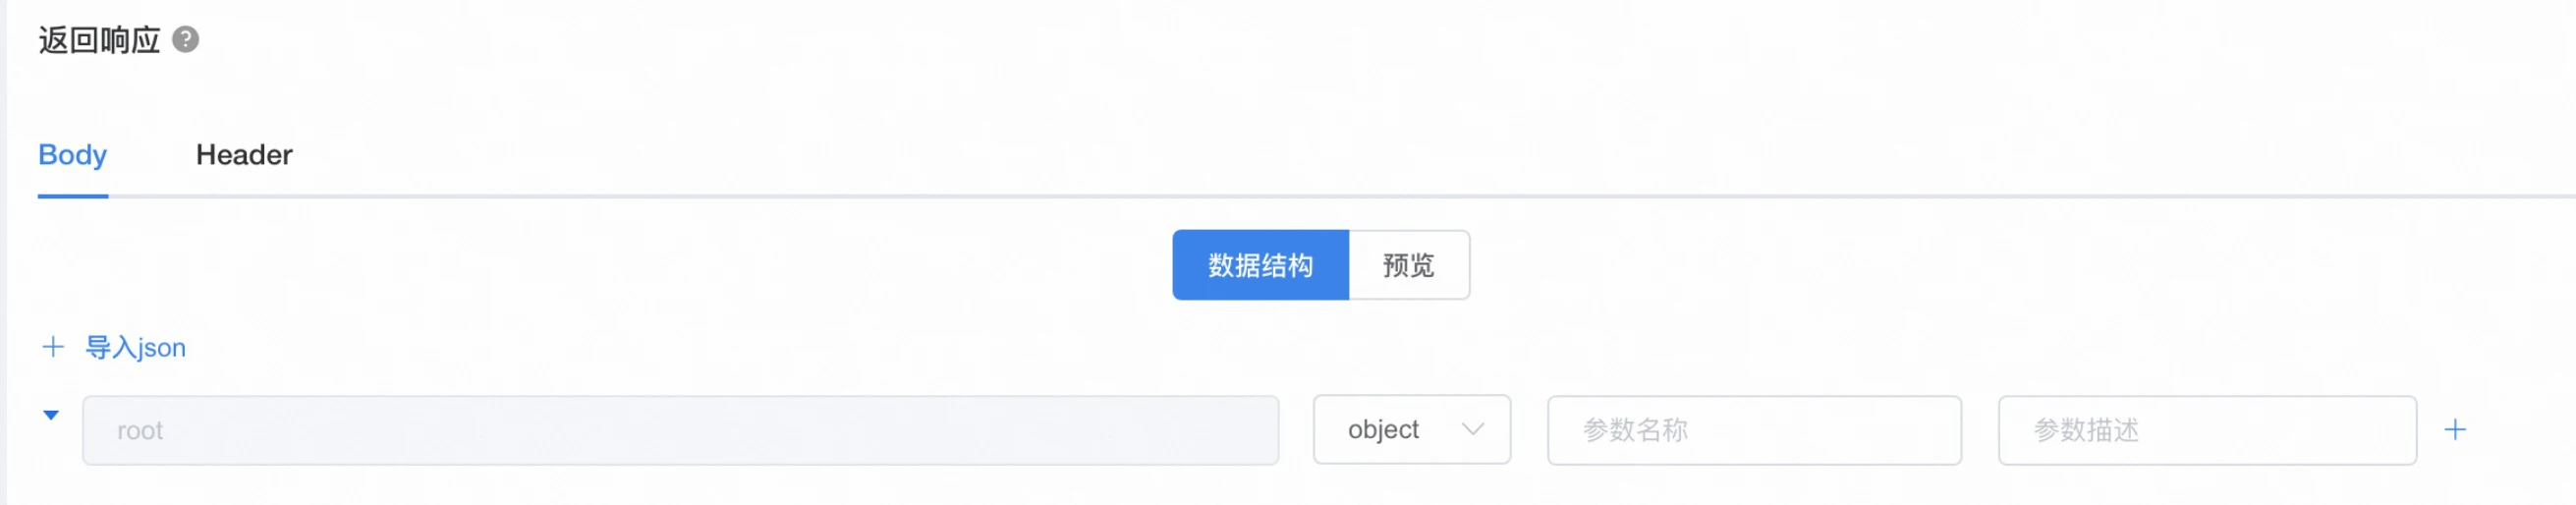 返回响应 ?
Body Header
数据结构 预览
+ 导入json
root object 参数名称 参数描述 +